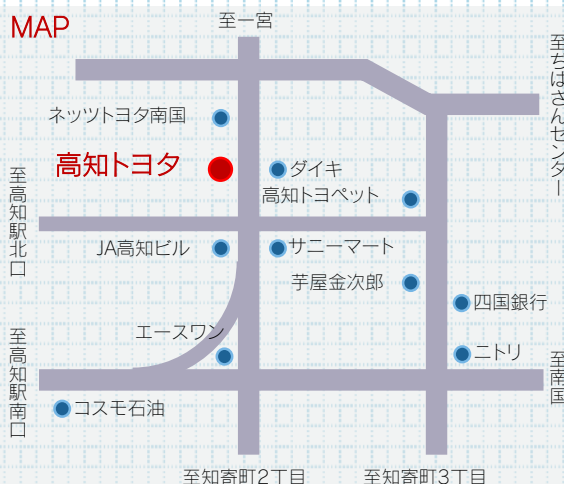 MAP
至一宮
至ちばさんセンター
ネッツトヨタ南国
高知トヨタ
ダイキ
高知トヨペット
至高知駅北口
JA高知ビル
サニーマート
芋屋金次郎
四国銀行
エースワン
ニトリ
至高知駅南口
至南国
コスモ石油
至知寄町2丁目
至知寄町3丁目